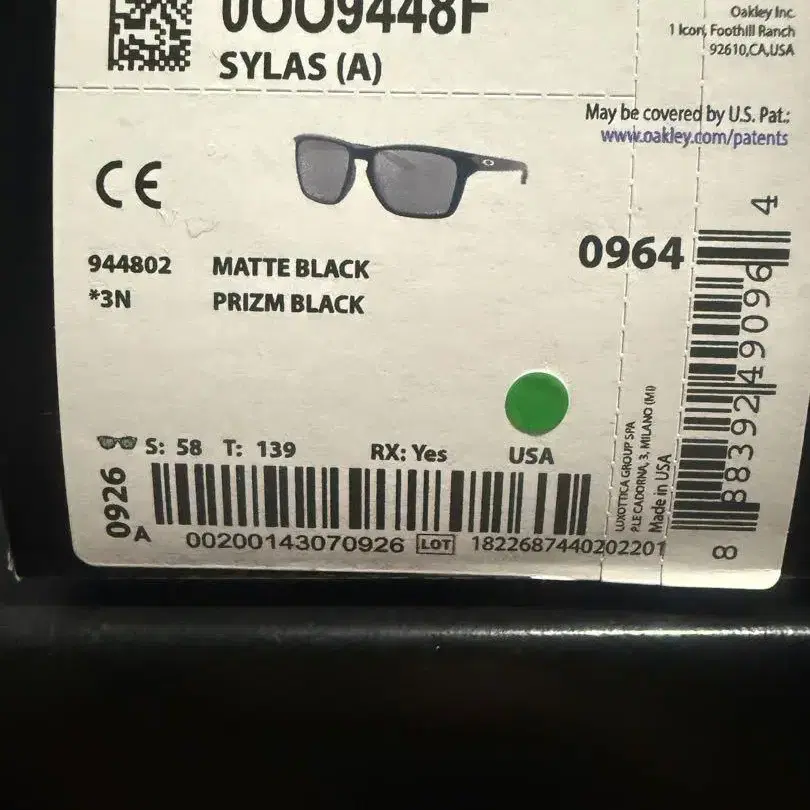 0OO9448F
SYLAS (A)
Oakley Inc.
1 Icon, Foothill Ranch
92610,CA,USA
May be covered by U.S. Pat.:
www.oakley.com/patents
CE
944802 MATTE BLACK
*3N PRIZM BLACK
0964
S: 58 T: 139 RX: Yes USA
0926
A
00200143070926 LOT 1822687440202201
LUXOTTICA GROUP SPA
P.LE CADORNA, 3, MILANO (MI)
Made in USA
8 88392 49096 4